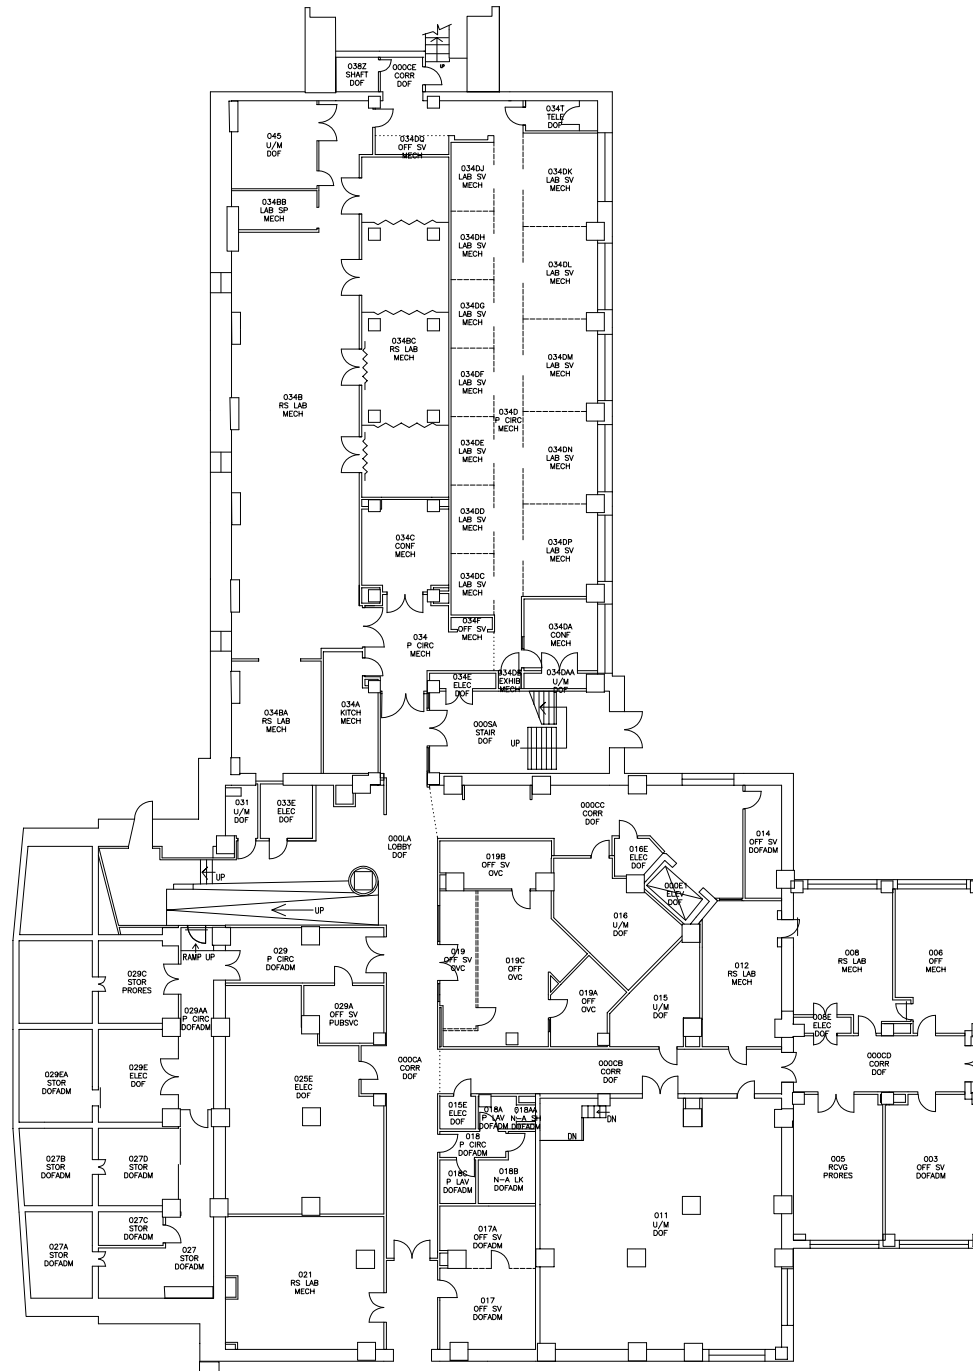 UP
038Z
SHAFT
DOF
000CE
CORR
DOF
034T
TELE
DOF
045
U/M
DOF
034DQ
OFF SV
MECH
034DJ
LAB SV
MECH
034DK
LAB SV
MECH
034BB
LAB SP
MECH
034DH
LAB SV
MECH
034DL
LAB SV
MECH
034DG
LAB SV
MECH
034BC
RS LAB
MECH
034DM
LAB SV
MECH
034DF
LAB SV
MECH
034B
RS LAB
MECH
034D
P CIRC
MECH
034DE
LAB SV
MECH
034DN
LAB SV
MECH
034DD
LAB SV
MECH
034C
CONF
MECH
034DP
LAB SV
MECH
034DC
LAB SV
MECH
034F
OFF SV
MECH
034DA
CONF
MECH
034
P CIRC
MECH
034E
ELEC
DOF
034DB
EXHIB
MECH
034DAA
U/M
DOF
034BA
RS LAB
MECH
034A
KITCH
MECH
000SA
STAIR
DOF
UP
031
U/M
DOF
033E
ELEC
DOF
000CC
CORR
DOF
014
OFF SV
DOFADM
000LA
LOBBY
DOF
016E
ELEC
DOF
019B
OFF SV
OVC
UP
000E1
ELEV
DOF
UP
016
U/M
DOF
019
OFF SV
OVC
019C
OFF
OVC
012
RS LAB
MECH
008
RS LAB
MECH
006
OFF
MECH
RAMP UP
029
P CIRC
DOFADM
029C
STOR
PRORES
019A
OFF
OVC
015
U/M
DOF
029AA
P CIRC
DOFADM
029A
OFF SV
PUBSVC
008E
ELEC
DOF
029EA
STOR
DOFADM
029E
ELEC
DOF
000CA
CORR
DOF
000CB
CORR
DOF
000CD
CORR
DOF
025E
ELEC
DOF
015E
ELEC
DOF
018A
P LAV
DOFADM
018AA
N-A SH
DOFADM
DN
DN
018
P CIRC
DOFADM
027B
STOR
DOFADM
027D
STOR
DOFADM
018C
P LAV
DOFADM
018B
N-A LK
DOFADM
005
RCVG
PRORES
003
OFF SV
DOFADM
027C
STOR
DOFADM
011
U/M
DOF
017A
OFF SV
DOFADM
027A
STOR
DOFADM
027
STOR
DOFADM
021
RS LAB
MECH
017
OFF SV
DOFADM